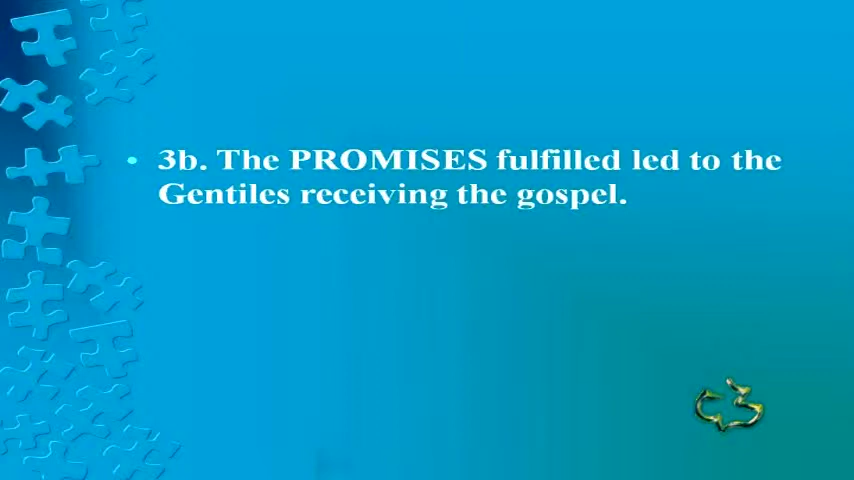 • 3b. The PROMISES fulfilled led to the
Gentiles receiving the gospel.